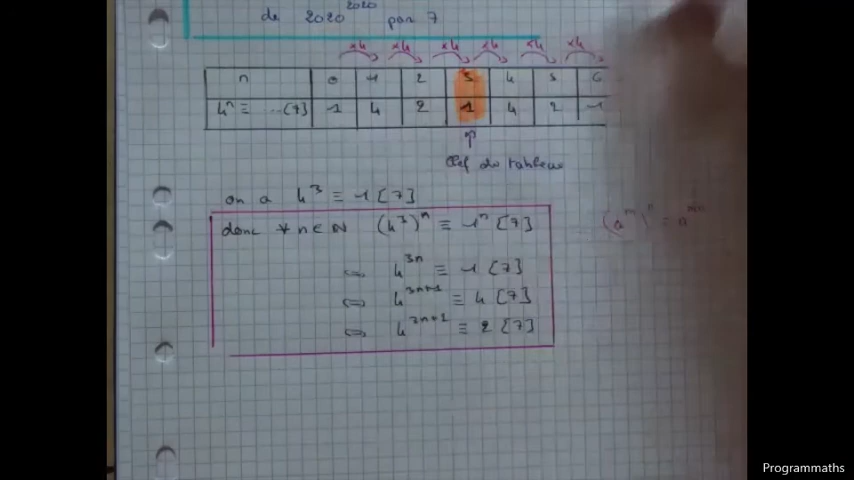 de 2020^2020 par 7
×4 ×4 ×4 ×4 ×4 ×4
n 0 1 2 3 4 5 6
4^n ≡ ...[7] 1 4 2 1 4 2 1
clef du tableau
on a 4^3 ≡ 1 [7]
donc ∀ n ∈ ℕ (4^3)^n ≡ 1^n [7]
⇔ 4^3n ≡ 1 [7]
⇔ 4^3n+1 ≡ 4 [7]
⇔ 4^3n+1 ≡ 2 [7]
(a^m)^n = a^mn
Programmaths